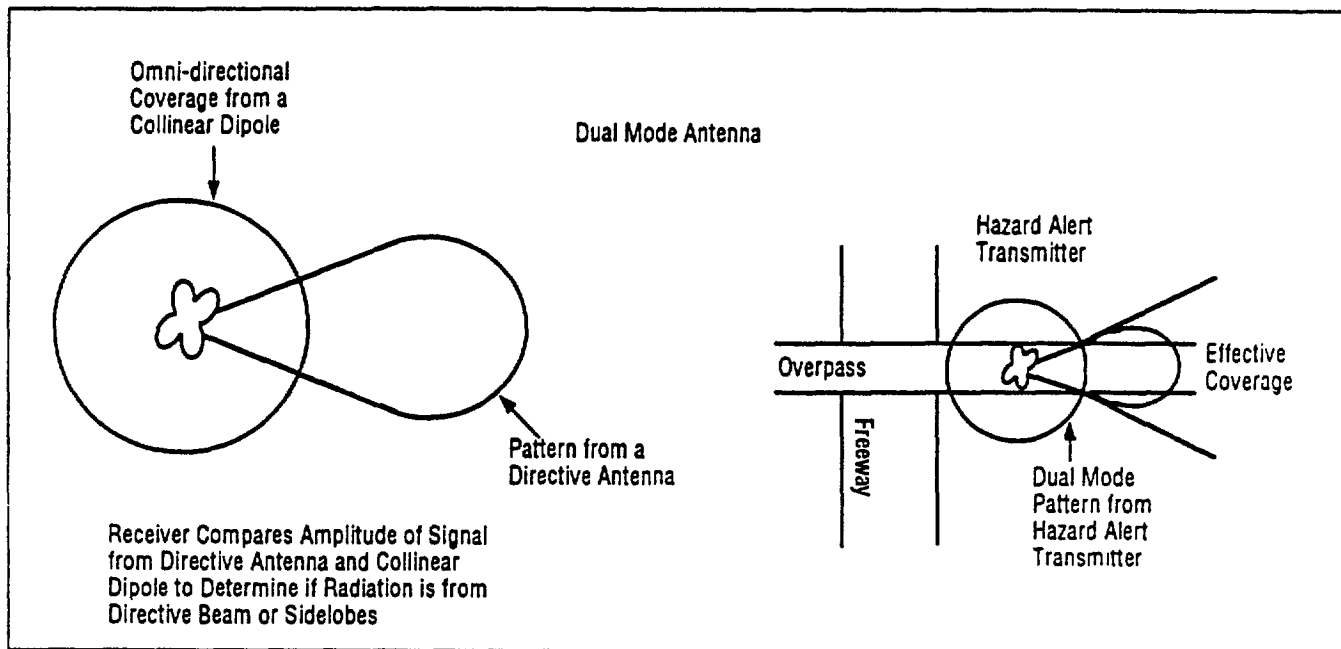 Omni-directional
Coverage from a
Collinear Dipole
Dual Mode Antenna
Pattern from a
Directive Antenna
Receiver Compares Amplitude of Signal
from Directive Antenna and Collinear
Dipole to Determine if Radiation is from
Directive Beam or Sidelobes
Hazard Alert
Transmitter
Overpass
Effective
Coverage
Freeway
Dual Mode
Pattern from
Hazard Alert
Transmitter